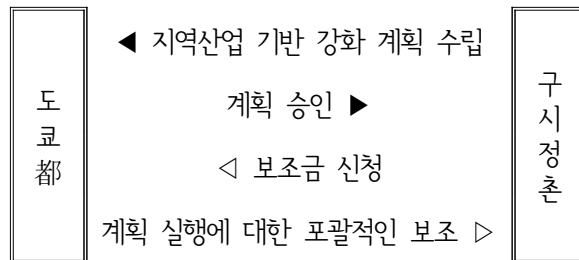 도쿄都
◀ 지역산업 기반 강화 계획 수립
계획 승인 ▶
◁ 보조금 신청
계획 실행에 대한 포괄적인 보조 ▷
구시정촌